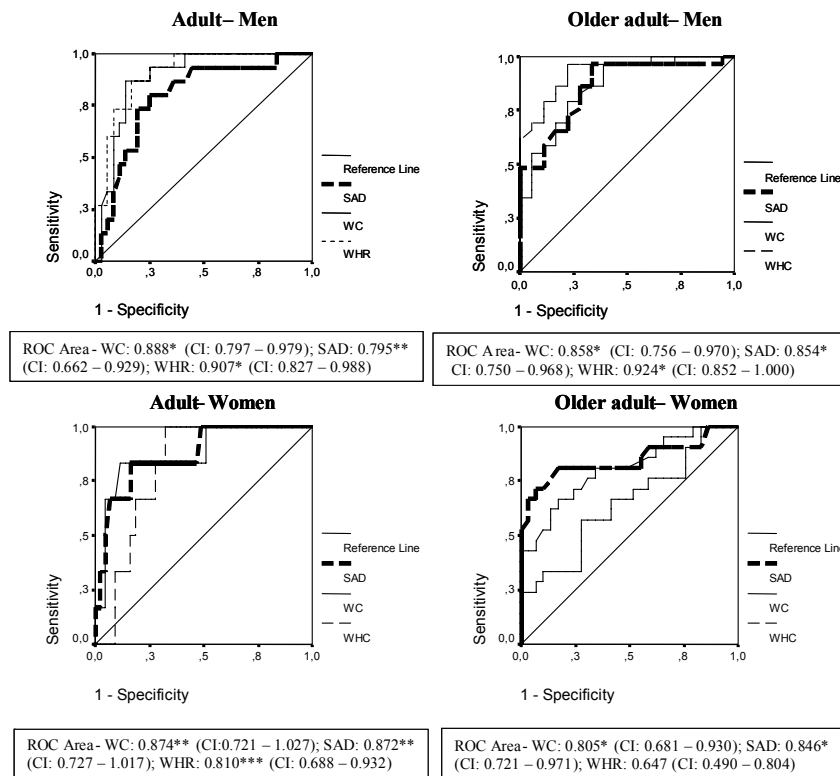 Adult– Men
1,0
,8
,5
,3
0,0
Sensitivity
0,0 ,3 ,5 ,8 1,0
1 - Specificity
Reference Line
SAD
WC
WHR
ROC Area - WC: 0.888* (CI: 0.797 – 0.979); SAD: 0.795**
(CI: 0.662 – 0.929); WHR: 0.907* (CI: 0.827 – 0.988)
Older adult– Men
1,0
,8
,5
,3
0,0
Sensitivity
0,0 ,3 ,5 ,8 1,0
1 - Specificity
Reference Line
SAD
WC
WHC
ROC Area - WC: 0.858* (CI: 0.756 – 0.970); SAD: 0.854*
CI: 0.750 – 0.968); WHR: 0.924* (CI: 0.852 – 1.000)
Adult– Women
1,0
,8
,5
,3
0,0
Sensitivity
0,0 ,3 ,5 ,8 1,0
1 - Specificity
Reference Line
SAD
WC
WHC
ROC Area - WC: 0.874** (CI:0.721 – 1.027); SAD: 0.872**
(CI: 0.727 – 1.017); WHR: 0.810*** (CI: 0.688 – 0.932)
Older adult– Women
1,0
,8
,5
,3
0,0
Sensitivity
0,0 ,3 ,5 ,8 1,0
1 - Specificity
Reference Line
SAD
WC
WHC
ROC Area - WC: 0.805* (CI: 0.681 – 0.930); SAD: 0.846*
(CI: 0.721 – 0.971); WHR: 0.647 (CI: 0.490 – 0.804)